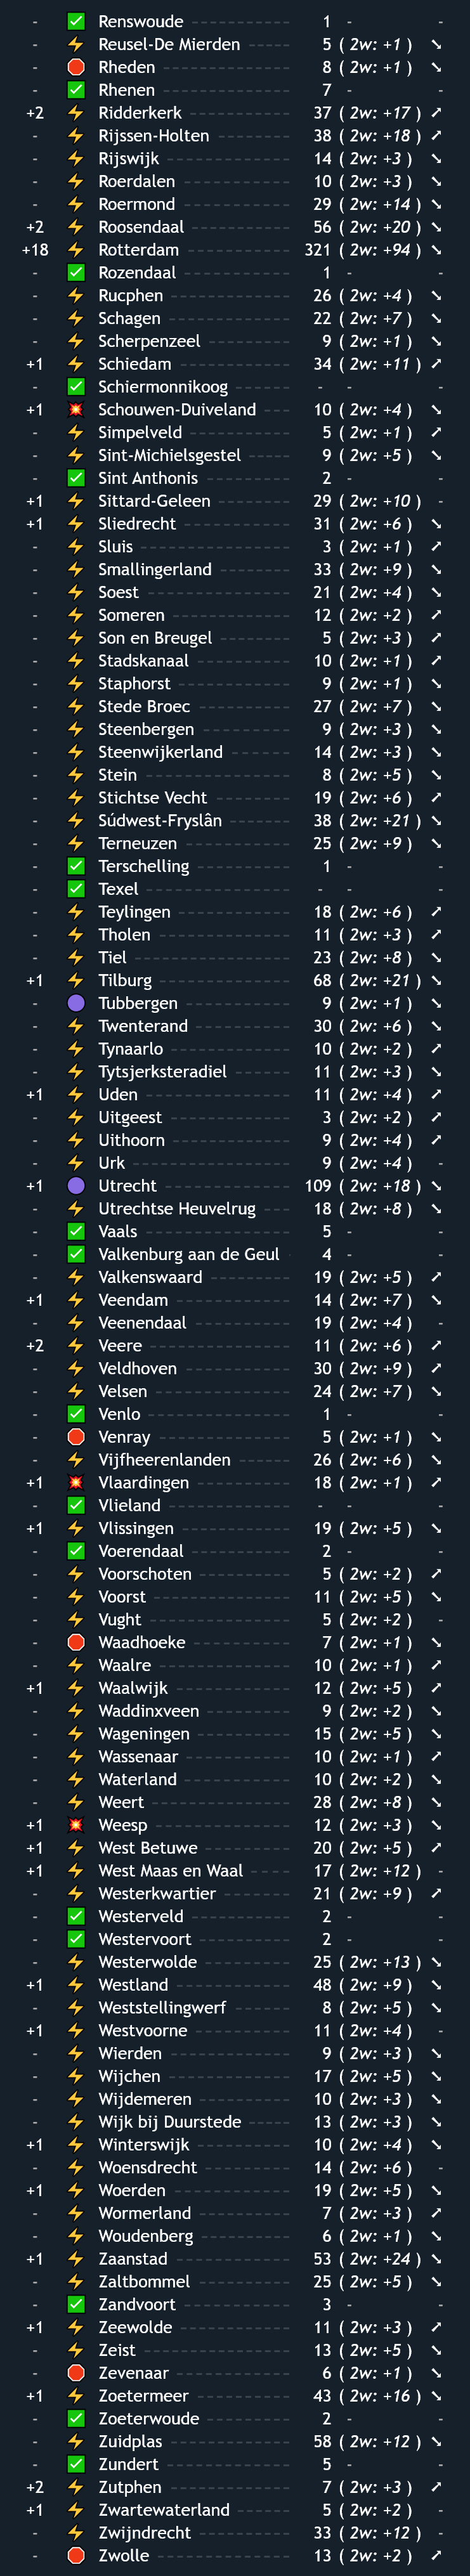 - ✅ Renswoude 1 - -
- ⚡ Reusel-De Mierden 5 ( 2w: +1 ) ↘
- 🛑 Rheden 8 ( 2w: +1 ) ↘
- ✅ Rhenen 7 - -
+2 ⚡ Ridderkerk 37 ( 2w: +17 ) ↗
- ⚡ Rijssen-Holten 38 ( 2w: +18 ) ↗
- ⚡ Rijswijk 14 ( 2w: +3 ) ↘
- ⚡ Roerdalen 10 ( 2w: +3 ) ↘
- ⚡ Roermond 29 ( 2w: +14 ) ↘
+2 ⚡ Roosendaal 56 ( 2w: +20 ) ↘
+18 ⚡ Rotterdam 321 ( 2w: +94 ) ↘
- ✅ Rozendaal 1 - -
- ⚡ Rucphen 26 ( 2w: +4 ) ↘
- ⚡ Schagen 22 ( 2w: +7 ) ↘
- ⚡ Scherpenzeel 9 ( 2w: +1 ) ↘
+1 ⚡ Schiedam 34 ( 2w: +11 ) ↗
- ✅ Schiermonnikoog - - -
+1 💥 Schouwen-Duiveland 10 ( 2w: +4 ) ↘
- ⚡ Simpelveld 5 ( 2w: +1 ) ↗
- ⚡ Sint-Michielsgestel 9 ( 2w: +5 ) ↘
- ✅ Sint Anthonis 2 - -
+1 ⚡ Sittard-Geleen 29 ( 2w: +10 ) -
+1 ⚡ Sliedrecht 31 ( 2w: +6 ) ↘
- ⚡ Sluis 3 ( 2w: +1 ) ↗
- ⚡ Smallingerland 33 ( 2w: +9 ) ↘
- ⚡ Soest 21 ( 2w: +4 ) ↘
- ⚡ Someren 12 ( 2w: +2 ) ↗
- ⚡ Son en Breugel 5 ( 2w: +3 ) ↗
- ⚡ Stadskanaal 10 ( 2w: +1 ) ↗
- ⚡ Staphorst 9 ( 2w: +1 ) ↘
- ⚡ Stede Broec 27 ( 2w: +7 ) ↘
- ⚡ Steenbergen 9 ( 2w: +3 ) ↘
- ⚡ Steenwijkerland 14 ( 2w: +3 ) ↘
- ⚡ Stein 8 ( 2w: +5 ) ↘
- ⚡ Stichtse Vecht 19 ( 2w: +6 ) ↗
- ⚡ Súdwest-Fryslân 38 ( 2w: +21 ) ↘
- ⚡ Terneuzen 25 ( 2w: +9 ) ↘
- ✅ Terschelling 1 - -
- ✅ Texel - - -
- ⚡ Teylingen 18 ( 2w: +6 ) ↗
- ⚡ Tholen 11 ( 2w: +3 ) ↗
- ⚡ Tiel 23 ( 2w: +8 ) ↘
+1 ⚡ Tilburg 68 ( 2w: +21 ) ↘
- 🟣 Tubbergen 9 ( 2w: +1 ) ↘
- ⚡ Twenterand 30 ( 2w: +6 ) ↘
- ⚡ Tynaarlo 10 ( 2w: +2 ) ↗
- ⚡ Tytsjerksteradiel 11 ( 2w: +3 ) ↘
+1 ⚡ Uden 11 ( 2w: +4 ) ↗
- ⚡ Uitgeest 3 ( 2w: +2 ) ↗
- ⚡ Uithoorn 9 ( 2w: +4 ) ↗
- ⚡ Urk 9 ( 2w: +4 ) -
+1 🟣 Utrecht 109 ( 2w: +18 ) ↘
- ⚡ Utrechtse Heuvelrug 18 ( 2w: +8 ) ↘
- ✅ Vaals 5 - -
- ✅ Valkenburg aan de Geul 4 - -
- ⚡ Valkenswaard 19 ( 2w: +5 ) ↗
+1 ⚡ Veendam 14 ( 2w: +7 ) ↘
- ⚡ Veenendaal 19 ( 2w: +4 ) -
+2 ⚡ Veere 11 ( 2w: +6 ) ↗
- ⚡ Veldhoven 30 ( 2w: +9 ) ↗
- ⚡ Velsen 24 ( 2w: +7 ) ↘
- ✅ Venlo 1 - -
- 🛑 Venray 5 ( 2w: +1 ) ↘
- ⚡ Vijfheerenlanden 26 ( 2w: +6 ) ↘
+1 💥 Vlaardingen 18 ( 2w: +1 ) ↗
- ✅ Vlieland - - -
+1 ⚡ Vlissingen 19 ( 2w: +5 ) ↘
- ✅ Voerendaal 2 - -
- ⚡ Voorschoten 5 ( 2w: +2 ) ↗
- ⚡ Voorst 11 ( 2w: +5 ) ↘
- ⚡ Vught 5 ( 2w: +2 ) -
- 🛑 Waadhoeke 7 ( 2w: +1 ) ↘
- ⚡ Waalre 10 ( 2w: +1 ) ↗
+1 ⚡ Waalwijk 12 ( 2w: +5 ) ↗
- ⚡ Waddinxveen 9 ( 2w: +2 ) ↘
- ⚡ Wageningen 15 ( 2w: +5 ) ↘
- ⚡ Wassenaar 10 ( 2w: +1 ) ↗
- ⚡ Waterland 10 ( 2w: +2 ) ↘
- ⚡ Weert 28 ( 2w: +8 ) ↘
+1 💥 Weesp 12 ( 2w: +3 ) ↘
+1 ⚡ West Betuwe 20 ( 2w: +5 ) ↗
+1 ⚡ West Maas en Waal 17 ( 2w: +12 ) -
- ⚡ Westerkwartier 21 ( 2w: +9 ) ↗
- ✅ Westerveld 2 - -
- ✅ Westervoort 2 - -
- ⚡ Westerwolde 25 ( 2w: +13 ) ↘
+1 ⚡ Westland 48 ( 2w: +9 ) ↘
- ⚡ Weststellingwerf 8 ( 2w: +5 ) ↘
+1 ⚡ Westvoorne 11 ( 2w: +4 ) -
- ⚡ Wierden 9 ( 2w: +3 ) ↘
- ⚡ Wijchen 17 ( 2w: +5 ) ↘
- ⚡ Wijdemeren 10 ( 2w: +3 ) ↘
- ⚡ Wijk bij Duurstede 13 ( 2w: +3 ) ↘
+1 ⚡ Winterswijk 10 ( 2w: +4 ) ↘
- ⚡ Woensdrecht 14 ( 2w: +6 ) -
+1 ⚡ Woerden 19 ( 2w: +5 ) ↘
- ⚡ Wormerland 7 ( 2w: +3 ) ↗
- ⚡ Woudenberg 6 ( 2w: +1 ) ↘
+1 ⚡ Zaanstad 53 ( 2w: +24 ) ↘
- ⚡ Zaltbommel 25 ( 2w: +5 ) ↘
- ✅ Zandvoort 3 - -
+1 ⚡ Zeewolde 11 ( 2w: +3 ) ↗
- ⚡ Zeist 13 ( 2w: +5 ) ↘
- 🛑 Zevenaar 6 ( 2w: +1 ) ↘
+1 ⚡ Zoetermeer 43 ( 2w: +16 ) ↘
- ✅ Zoeterwoude 2 - -
- ⚡ Zuidplas 58 ( 2w: +12 ) ↘
- ✅ Zundert 5 - -
+2 ⚡ Zutphen 7 ( 2w: +3 ) ↗
+1 ⚡ Zwartewaterland 5 ( 2w: +2 ) -
- ⚡ Zwijndrecht 33 ( 2w: +12 ) -
- 🛑 Zwolle 13 ( 2w: +2 ) ↗